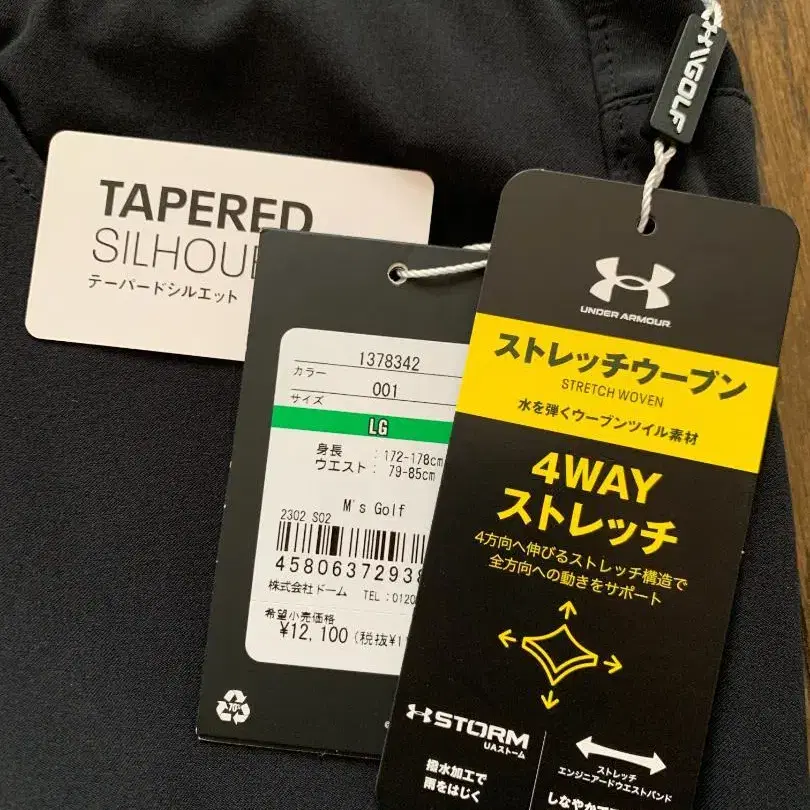 GOLF
TAPERED
テーパードシルエット
1378342
カラー
001
サイズ
LG
身長 : 172-178cm
ウエスト : 79-85cm
M's Golf
2302 S02
株式会社ドーム TEL:0120
希望小売価格
¥12,100 (税抜¥1
70%
UNDER ARMOUR
ストレッチウーブン
STRETCH WOVEN
水を弾くウーブンツイル素材
4WAY
ストレッチ
4方向へ伸びるストレッチ構造で
全方向への動きをサポート
STORM
UAストーム
撥水加工で
雨をはじく
ストレッチ
エンジニアードウエストバンド
しなやかで